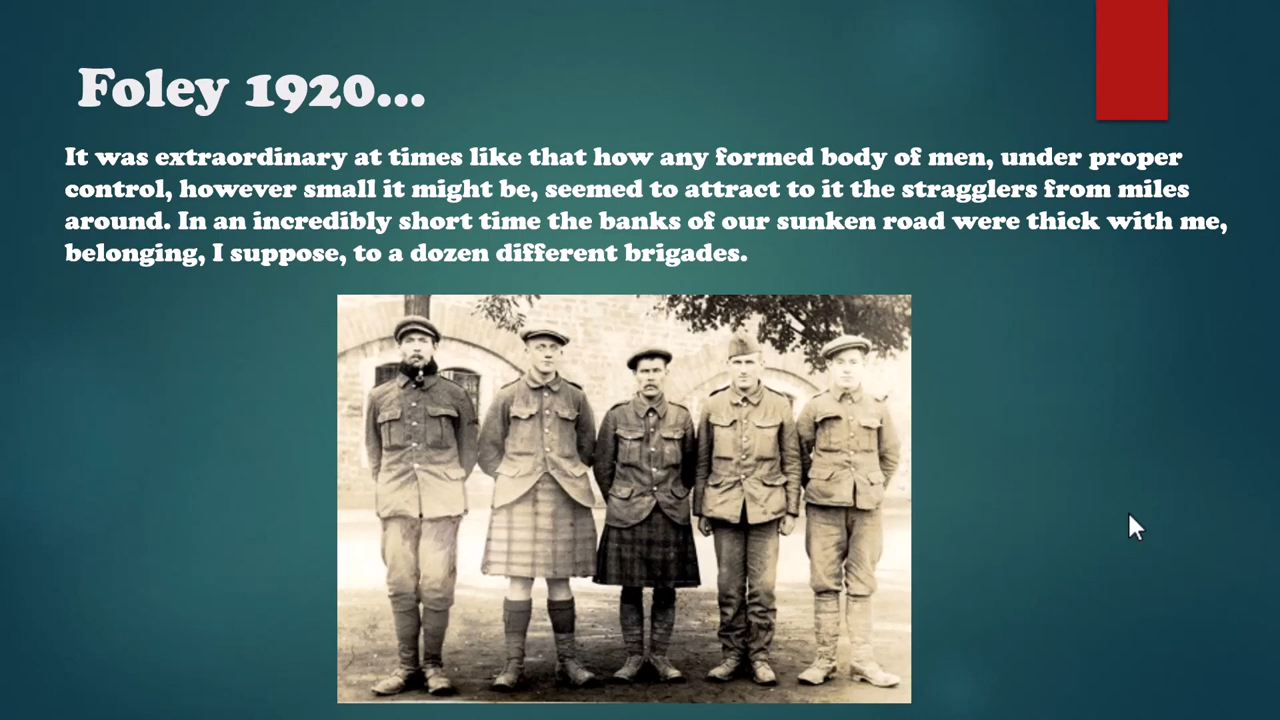 Foley 1920...
It was extraordinary at times like that how any formed body of men, under proper
control, however small it might be, seemed to attract to it the stragglers from miles
around. In an incredibly short time the banks of our sunken road were thick with me,
belonging, I suppose, to a dozen different brigades.